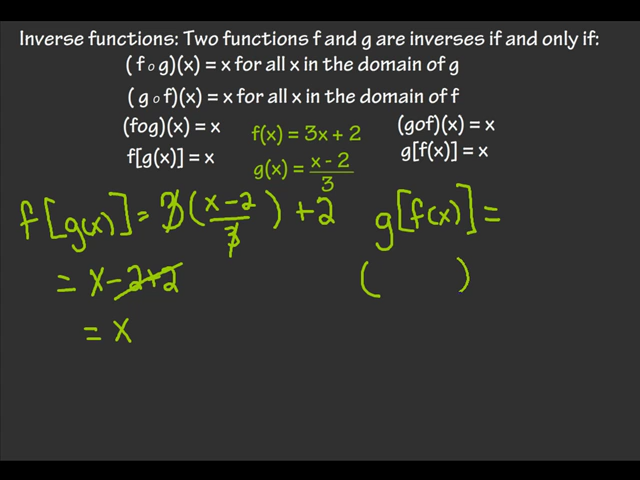 Inverse functions: Two functions f and g are inverses if and only if:
( f o g)(x) = x for all x in the domain of g
( g o f)(x) = x for all x in the domain of f
(fog)(x) = x f(x) = 3x + 2 (gof)(x) = x
f[g(x)] = x g(x) = x - 2 / 3 g[f(x)] = x
f[g(x)] = 3(x-2 / 3) + 2 g[f(x)] =
= x - 2 + 2 ( )
= x